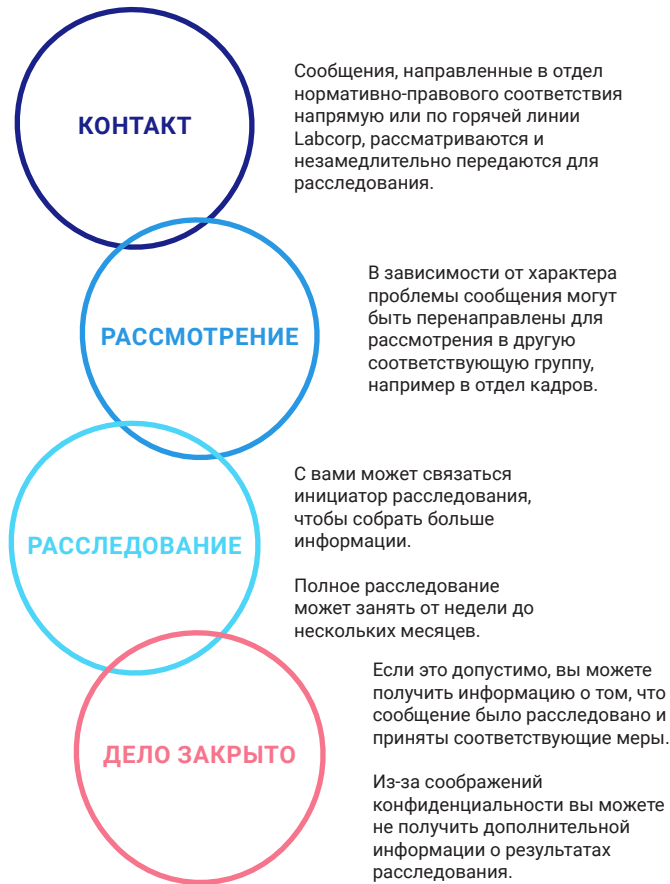 КОНТАКТ
Сообщения, направленные в отдел
нормативно-правового соответствия
напрямую или по горячей линии
Labcorp, рассматриваются и
незамедлительно передаются для
расследования.
РАССМОТРЕНИЕ
В зависимости от характера
проблемы сообщения могут
быть перенаправлены для
рассмотрения в другую
соответствующую группу,
например в отдел кадров.
РАССЛЕДОВАНИЕ
С вами может связаться
инициатор расследования,
чтобы собрать больше
информации.
Полное расследование
может занять от недели до
нескольких месяцев.
ДЕЛО ЗАКРЫТО
Если это допустимо, вы можете
получить информацию о том, что
сообщение было расследовано и
приняты соответствующие меры.
Из-за соображений
конфиденциальности вы можете
не получить дополнительной
информации о результатах
расследования.